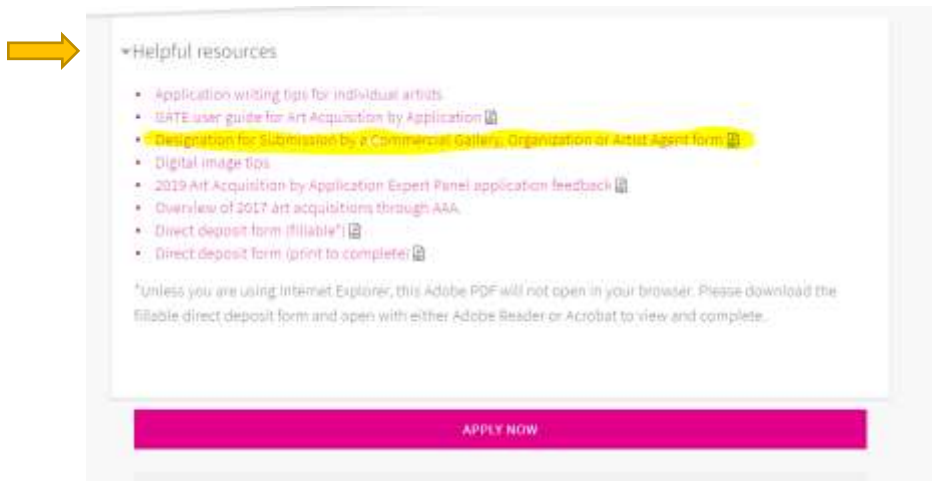 Helpful resources
Application writing tips for individual artists
GATE user guide for Art Acquisition by Application
Designation for Submission by a Commercial Gallery, Organization or Artist Agent form
Digital image tips
2019 Art Acquisition by Application Expert Panel application feedback
Overview of 2017 art acquisitions through AAA
Direct deposit form (fillable*)
Direct deposit form (print to complete)
*Unless you are using Internet Explorer, this Adobe PDF will not open in your browser. Please download the
fillable direct deposit form and open with either Adobe Reader or Acrobat to view and complete.
APPLY NOW